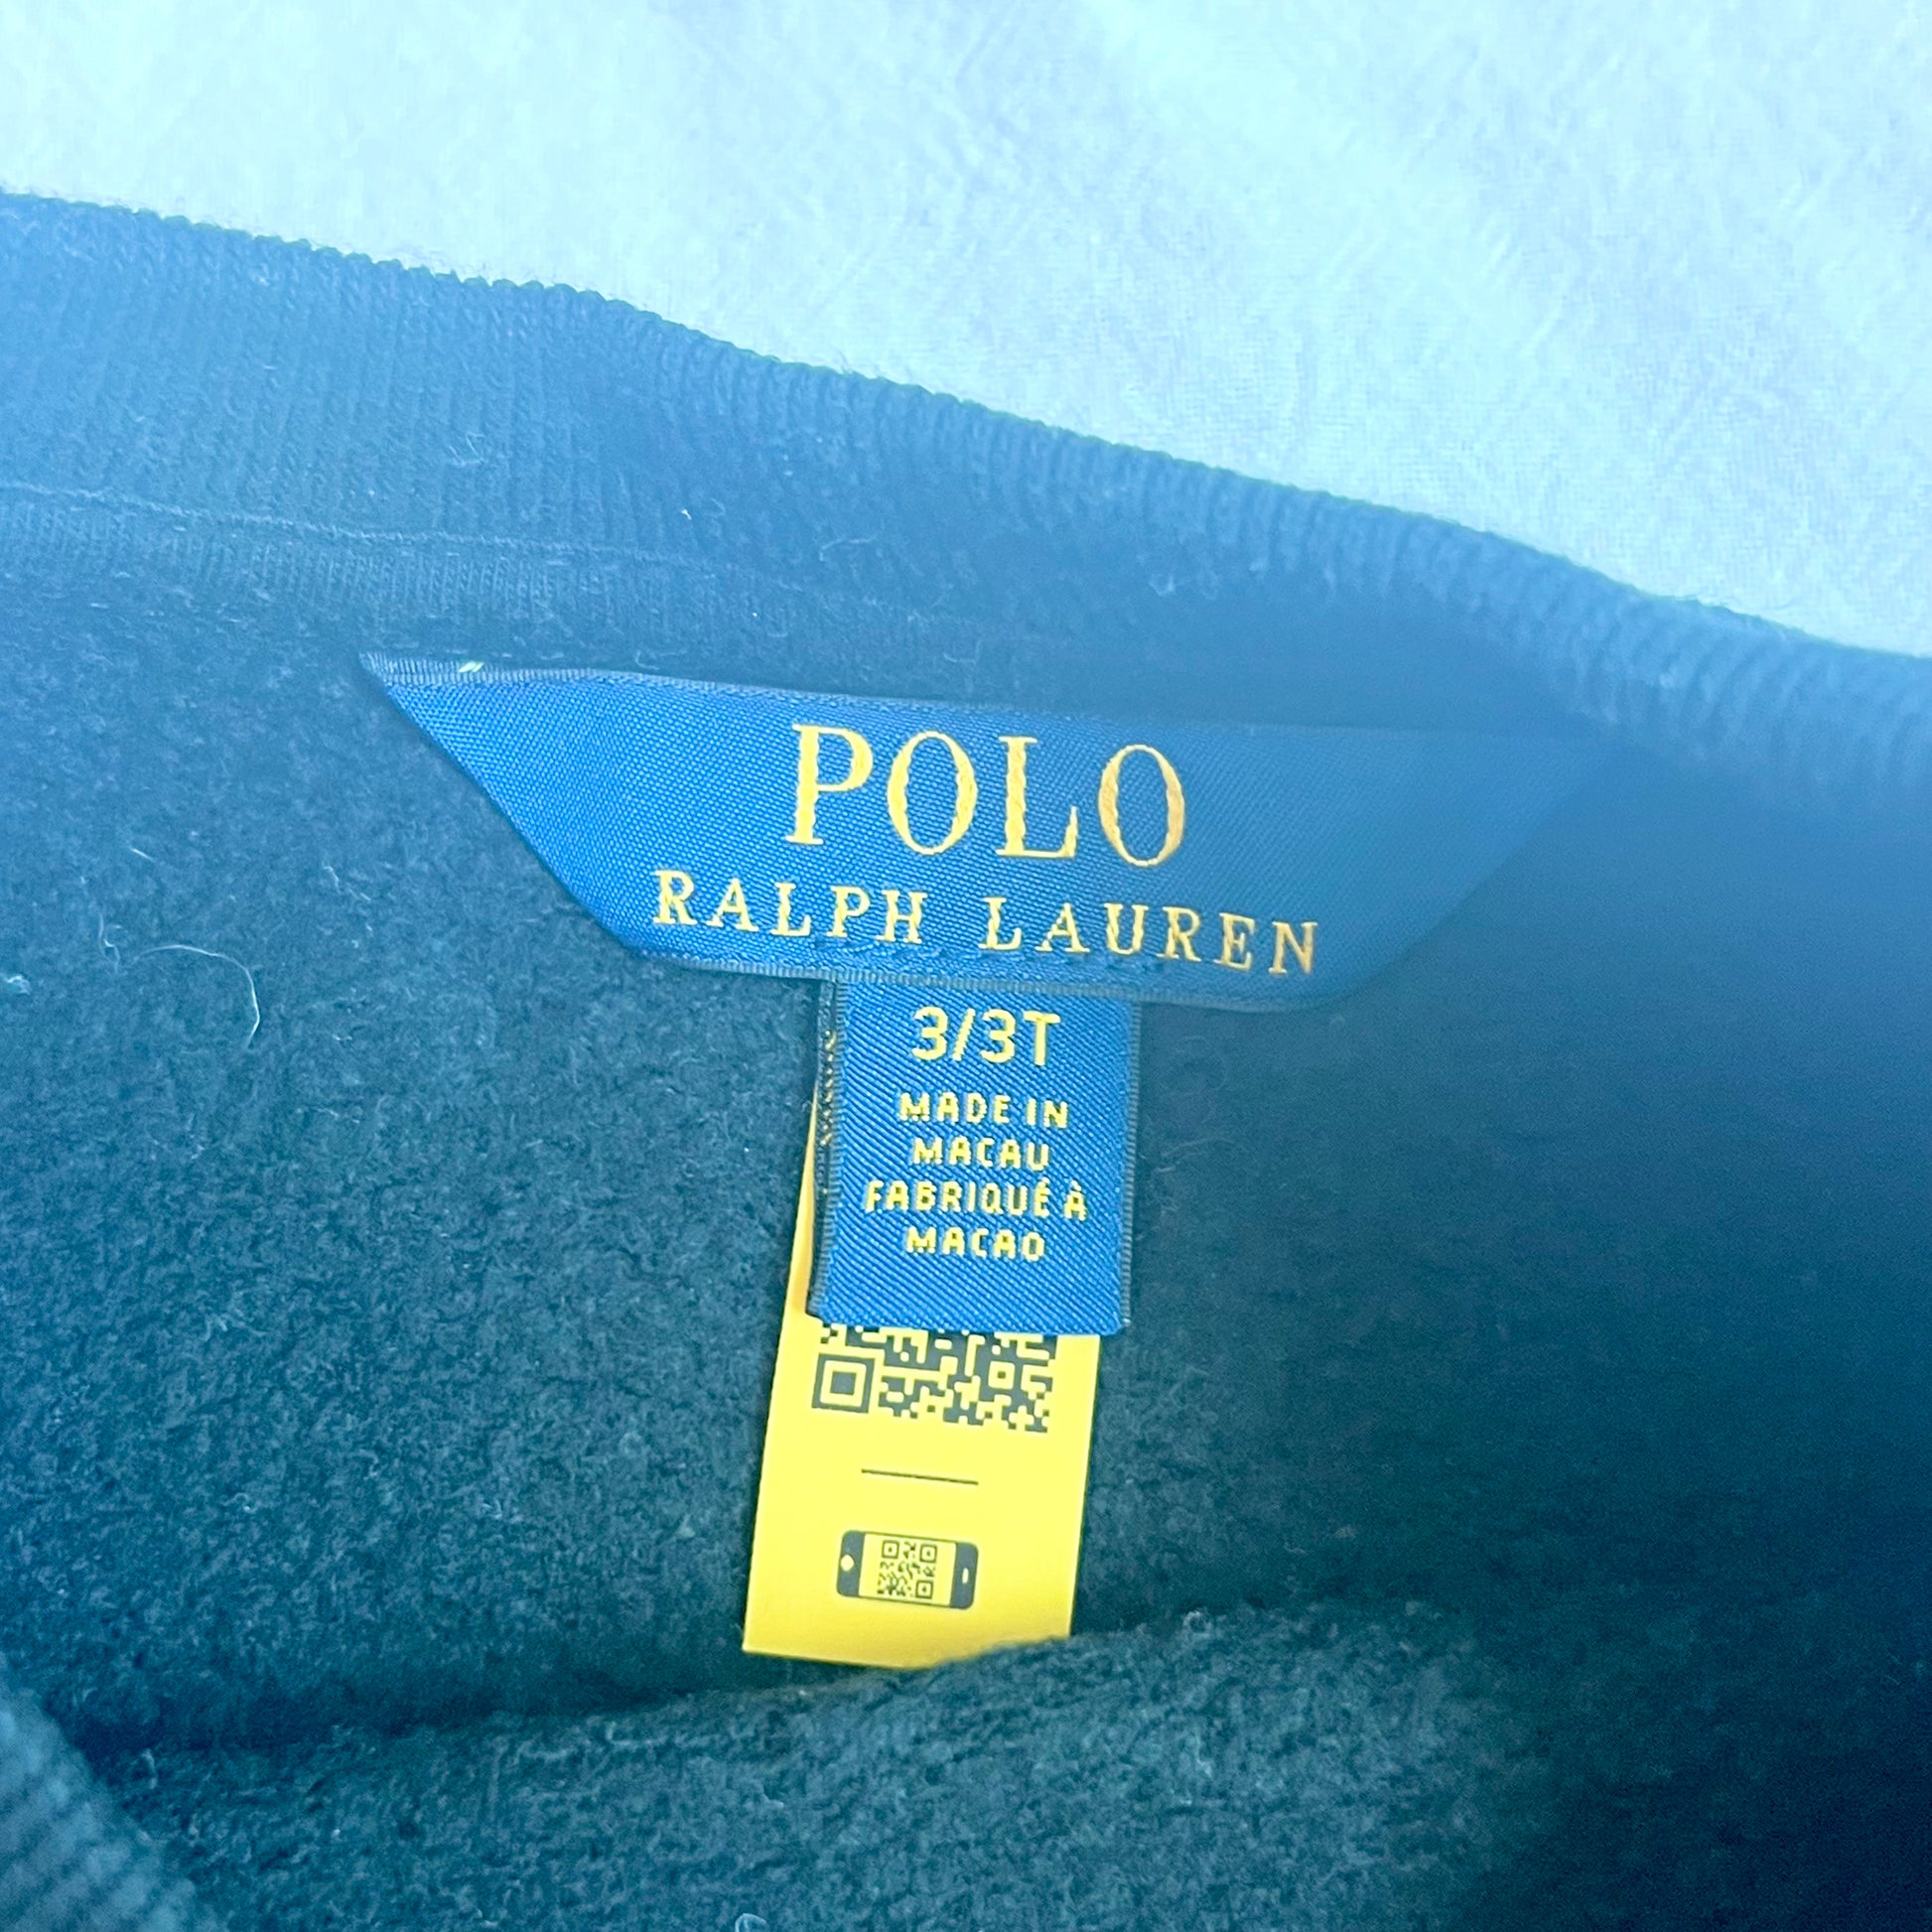 POLO
RALPH LAUREN
3/3T
MADE IN
MACAU
FABRIQUÉ À
MACAO